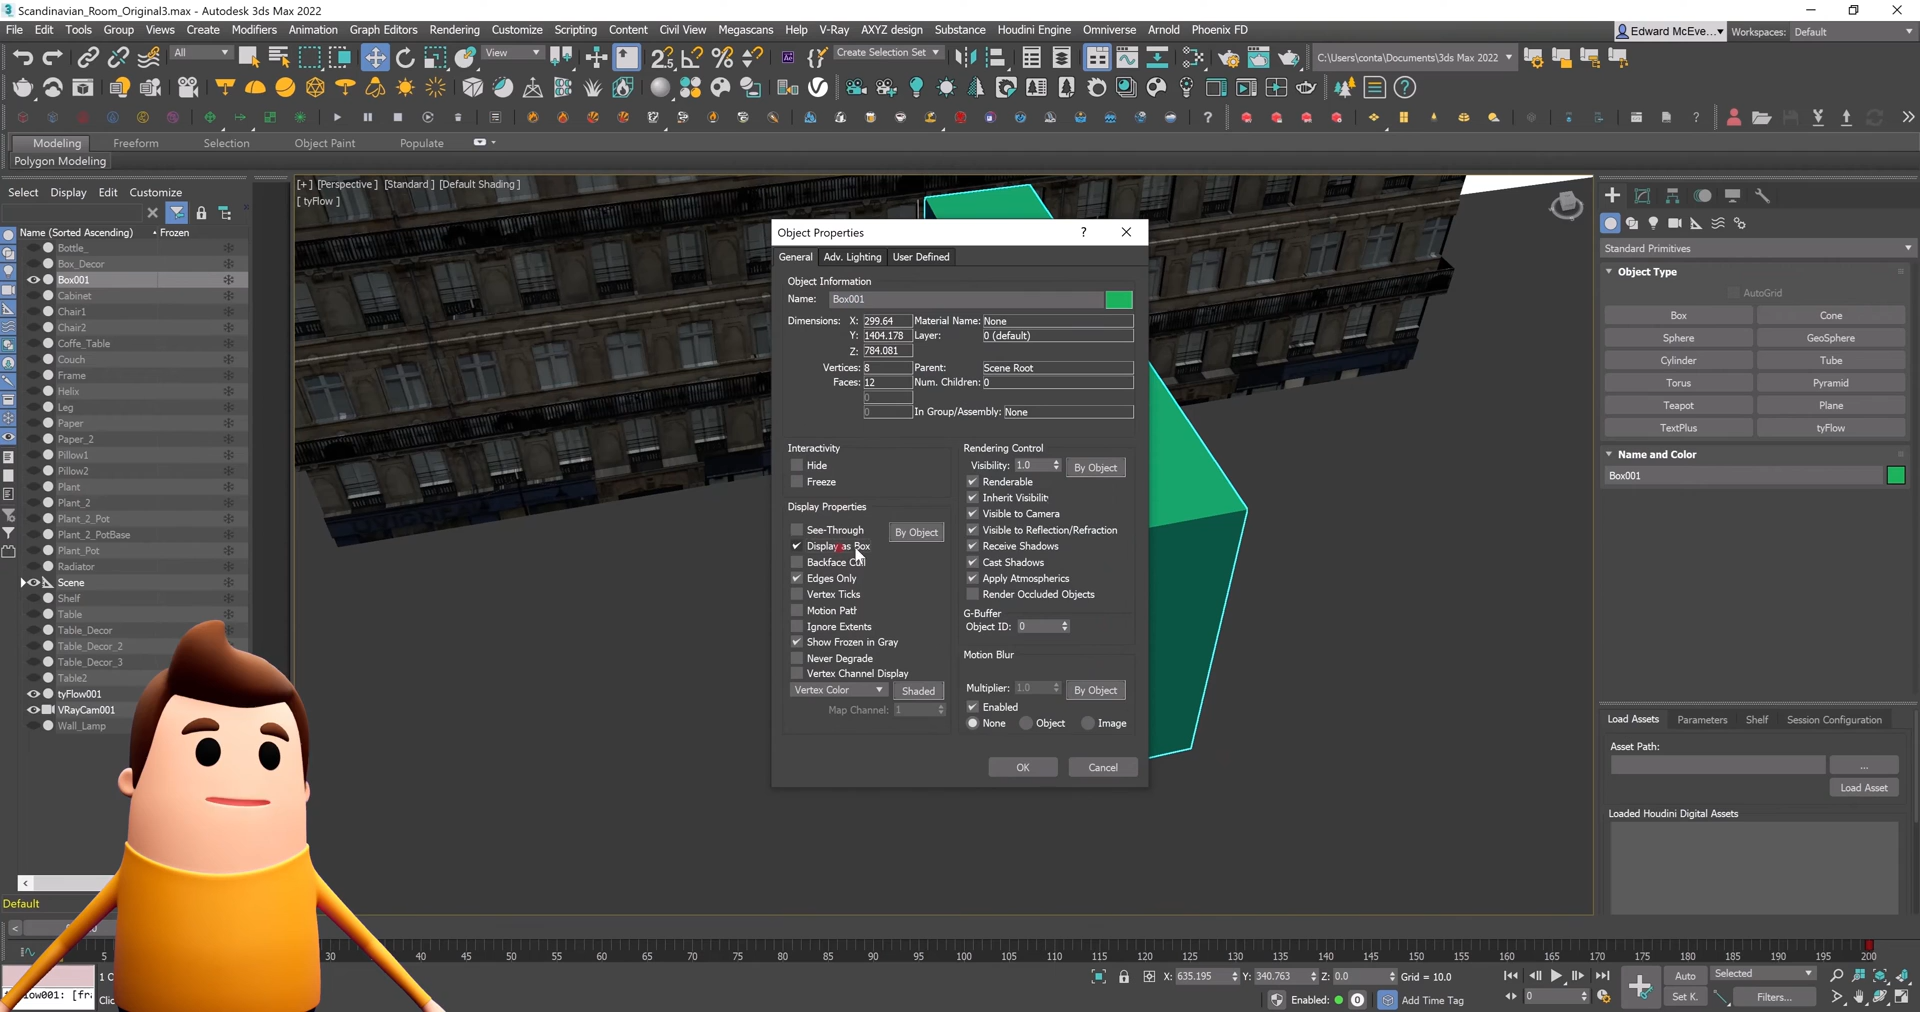 Scandinavian_Room_Original3.max - Autodesk 3ds Max 2022
File Edit Tools Group Views Create Modifiers Animation Graph Editors Rendering Customize Scripting Content Civil View Megascans Help V-Ray AXYZ design Substance Houdini Engine Omniverse Arnold Phoenix FD
Edward McEve... Workspaces: Default
All View Create Selection Set C:\Users\conta\Documents\3ds Max 2022
Modeling Freeform Selection Object Paint Populate
Polygon Modeling
Select Display Edit Customize
Name (Sorted Ascending) Frozen
Bottle_
Box_Decor
Box001
Cabinet
Chair1
Chair2
Coffe_Table
Couch
Frame
Helix
Leg
Paper
Paper_2
Pillow1
Pillow2
Plant
Plant_2
Plant_2_Pot
Plant_2_PotBase
Plant_Pot
Radiator
Scene
Shelf
Table
Table_Decor
Table_Decor_2
Table_Decor_3
Table2
tyFlow001
VRayCam001
Wall_Lamp
Default
[+] [Perspective] [Standard] [Default Shading]
[ tyFlow ]
Object Properties
General Adv. Lighting User Defined
Object Information
Name: Box001
Dimensions: X: 299.64 Material Name: None
Y: 1404.178 Layer: 0 (default)
Z: 784.081
Vertices: 8 Parent: Scene Root
Faces: 12 Num. Children: 0
0
0 In Group/Assembly: None
Interactivity
Hide
Freeze
Display Properties
See-Through By Object
Display as Box
Backface Cull
Edges Only
Vertex Ticks
Motion Path
Ignore Extents
Show Frozen in Gray
Never Degrade
Vertex Channel Display
Vertex Color Shaded
Map Channel: 1
Rendering Control
Visibility: 1.0 By Object
Renderable
Inherit Visibility
Visible to Camera
Visible to Reflection/Refraction
Receive Shadows
Cast Shadows
Apply Atmospherics
Render Occluded Objects
G-Buffer
Object ID: 0
Motion Blur
Multiplier: 1.0 By Object
Enabled
None Object Image
OK Cancel
Standard Primitives
Object Type
AutoGrid
Box Cone
Sphere GeoSphere
Cylinder Tube
Torus Pyramid
Teapot Plane
TextPlus tyFlow
Name and Color
Box001
Load Assets Parameters Shelf Session Configuration
Asset Path:
...
Load Asset
Loaded Houdini Digital Assets
5 30 40 45 50 55 60 65 70 75 80 85 90 95 100 105 110 115 120 125 130 135 140 145 150 155 160 165 170 175 180 185 190 195 200
X: 635.195 Y: 340.763 Z: 0.0 Grid = 10.0
Enabled: Add Time Tag
0
Auto Selected
Set K. Filters...